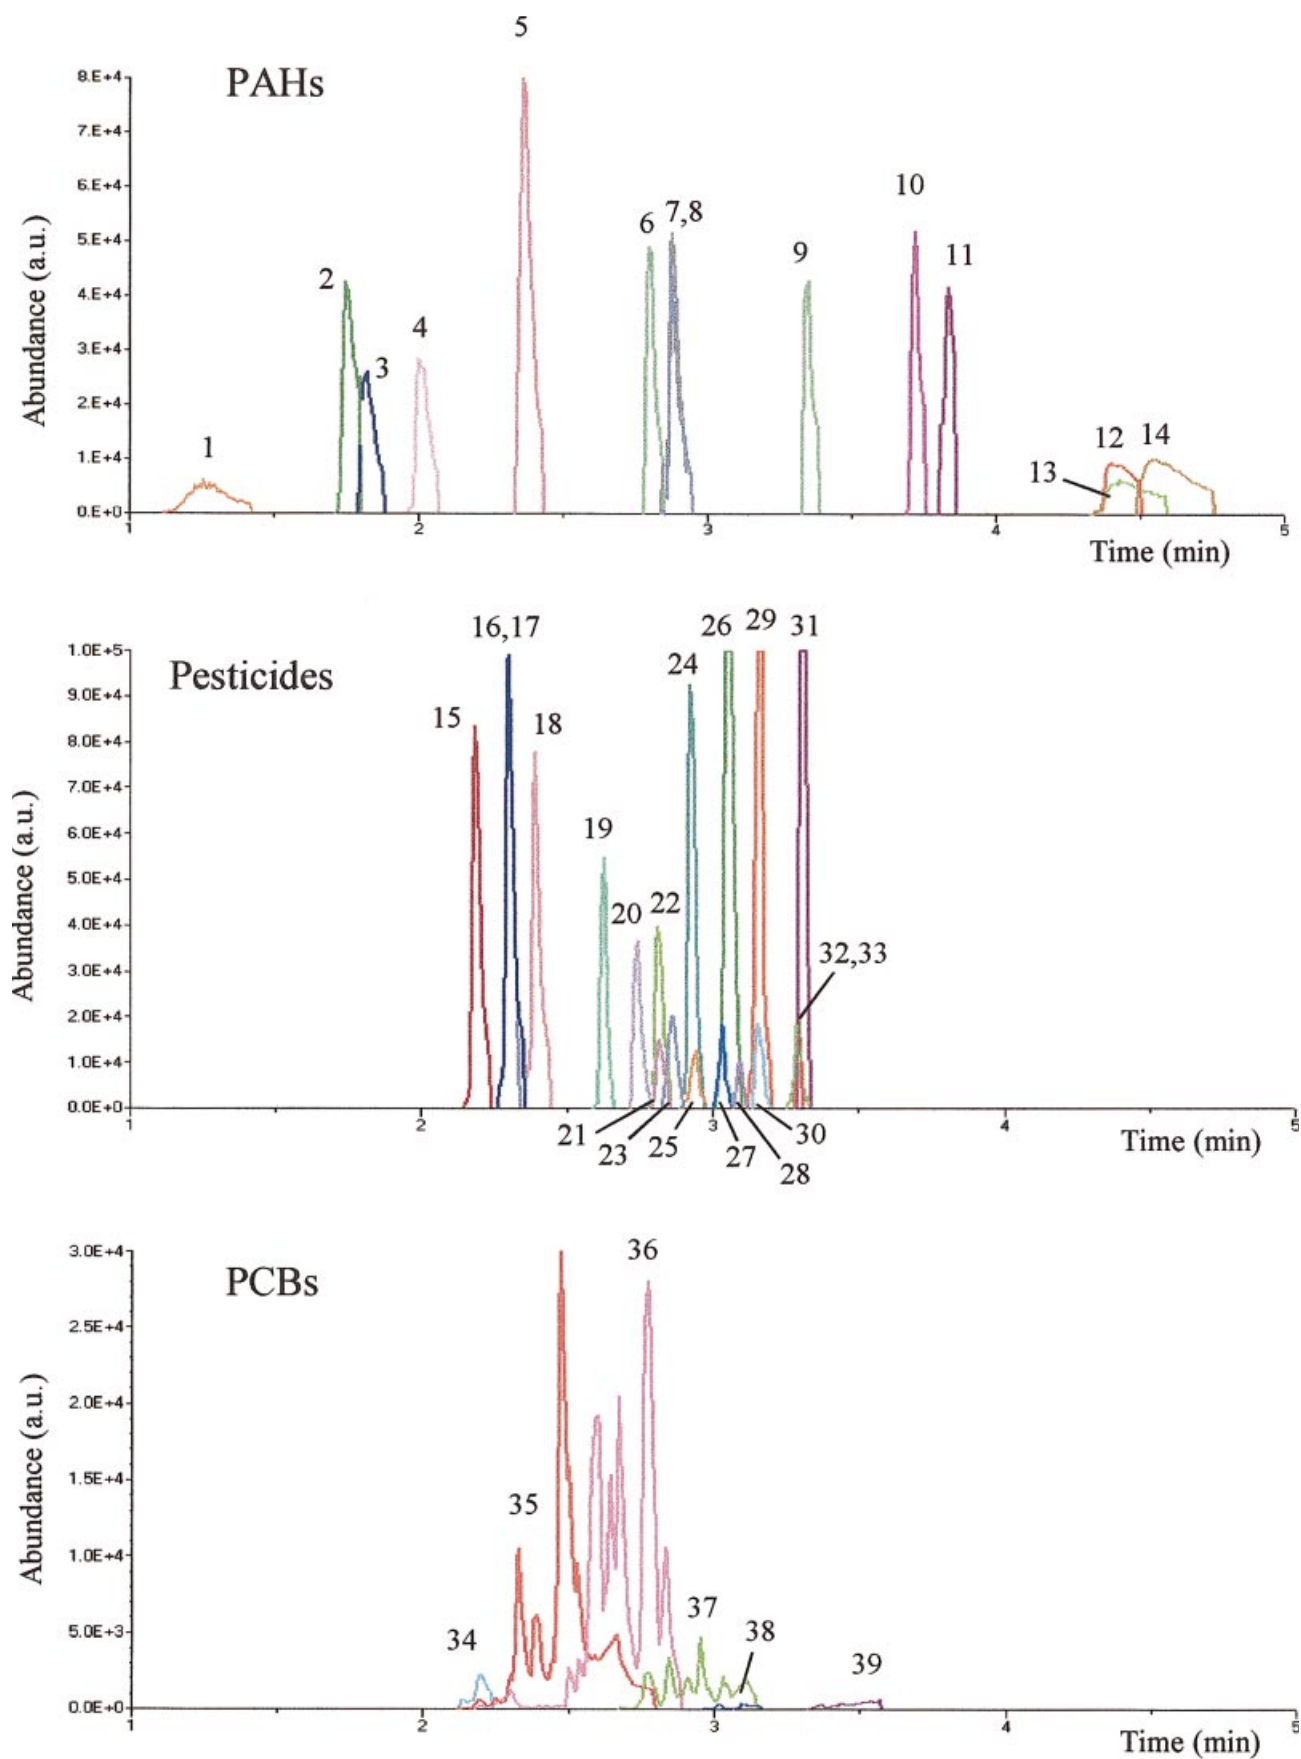 5
8.E+4
PAHs
7.E+4
6.E+4
10
7,8
6
5.E+4
9
11
2
4.E+4
4
3.E+4
3
2.E+4
1
12 14
1.E+4
13
0.E+0
1 2 3 4 5
Time (min)
Abundance (a.u.)
16,17 26 29 31
1.0E+5
Pesticides
24
9.0E+4
15 18
8.0E+4
7.0E+4
19
6.0E+4
5.0E+4
20 22
4.0E+4
32,33
3.0E+4
2.0E+4
1.0E+4
0.0E+0
1 2 3 4 5
21 23 25 27 28 30
Time (min)
Abundance (a.u.)
36
3.0E+4
PCBs
2.5E+4
2.0E+4
1.5E+4
35
1.0E+4
37
5.0E+3
34 38
39
0.0E+0
1 2 3 4 5
Time (min)
Abundance (a.u.)